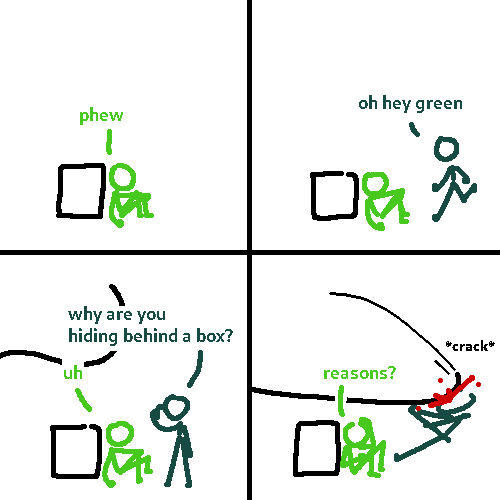 phew
oh hey green
why are you
hiding behind a box?
uh
*crack*
reasons?